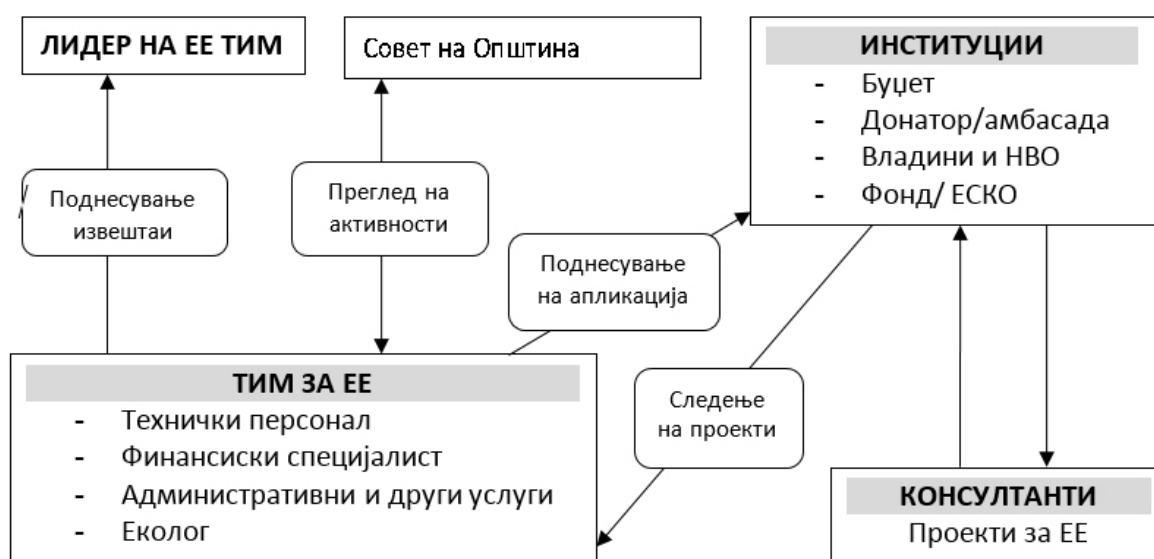 ЛИДЕР НА ЕЕ ТИМ
Совет на Општина
ИНСТИТУЦИИ
- Буџет
- Донатор/амбасада
- Владини и НВО
- Фонд/ ЕСКО
/
Поднесување
извештаи
Преглед на
активности
Поднесување
на апликација
Следење
на проекти
ТИМ ЗА ЕЕ
- Технички персонал
- Финансиски специјалист
- Административни и други услуги
- Еколог
КОНСУЛТАНТИ
Проекти за ЕЕ